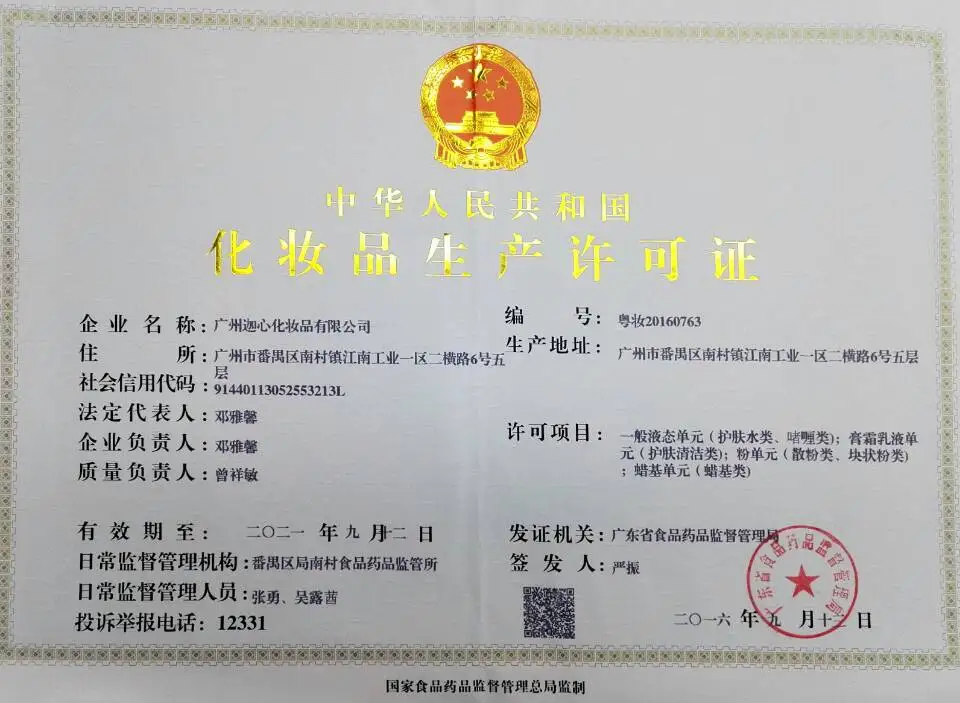 中华人民共和国
化妆品生产许可证
企业名称：广州迦心化妆品有限公司
住所：广州市番禺区南村镇江南工业一区二横路6号五
层
社会信用代码：91440113052553213L
法定代表人：邓雅馨
企业负责人：邓雅馨
质量负责人：曾祥敏
编号：粤妆20160763
生产地址：广州市番禺区南村镇江南工业一区二横路6号五层
许可项目：一般液态单元（护肤水类、啫喱类）；膏霜乳液单
元（护肤清洁类）；粉单元（散粉类、块状粉类）
；蜡基单元（蜡基类）
有效期至：二〇二一年九月十二日
日常监督管理机构：番禺区局南村食品药品监管所
日常监督管理人员：张勇、吴露茜
投诉举报电话：12331
发证机关：广东省食品药品监督管理局
签发人：严振
二〇一六年九月十三日
广东省食品药品监督管理局
国家食品药品监督管理总局监制